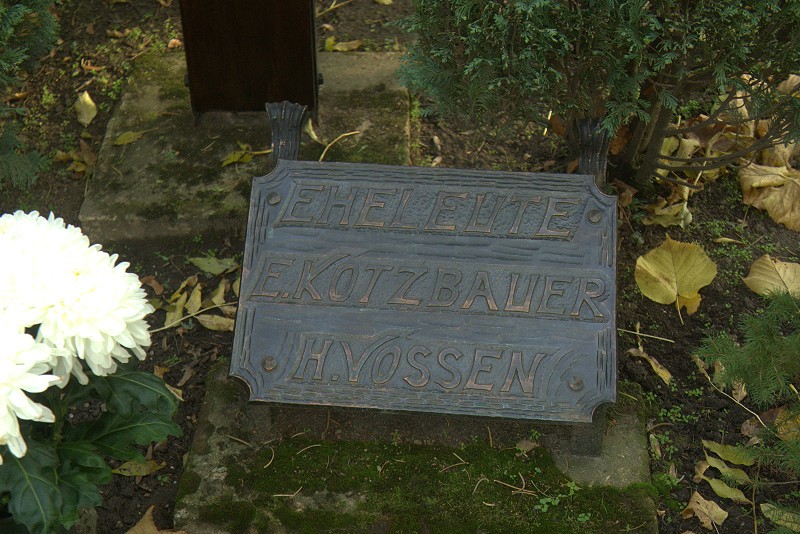 EHELEUTE
E. KOTZBAUER
H. VOSSEN